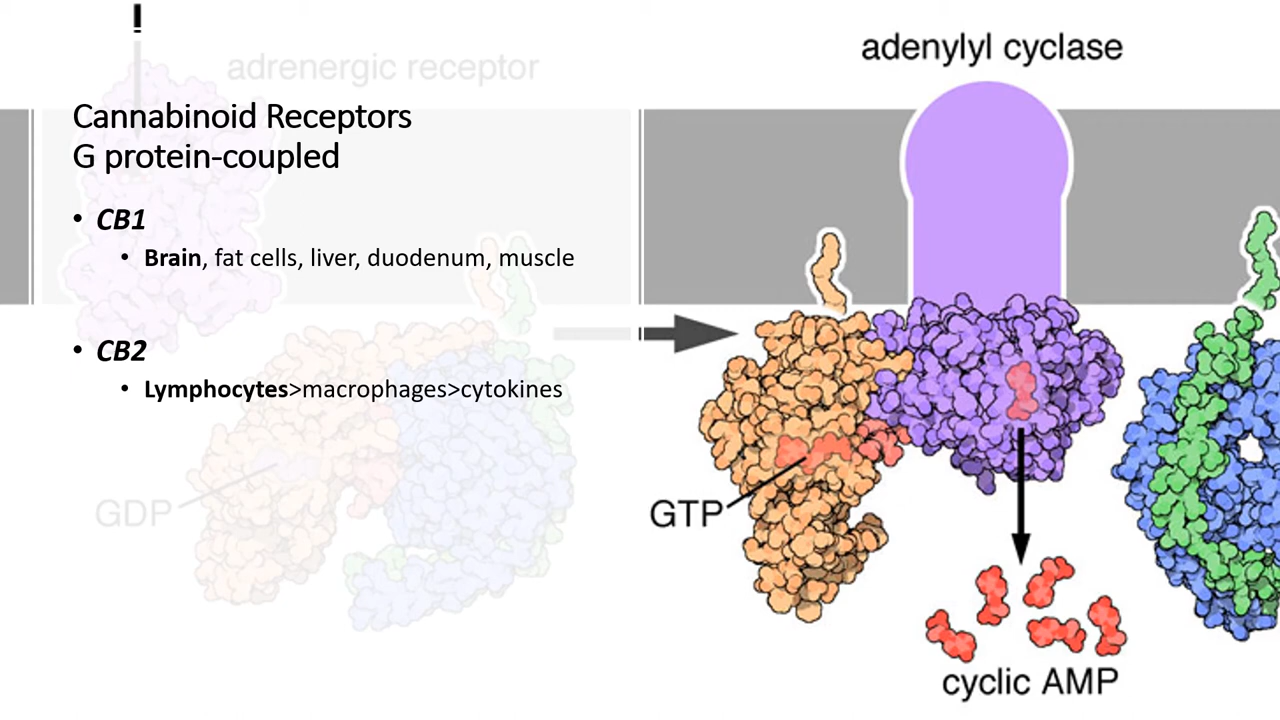 adrenergic receptor
Cannabinoid Receptors
G protein-coupled
• CB1
• Brain, fat cells, liver, duodenum, muscle
• CB2
• Lymphocytes>macrophages>cytokines
GDP
adenylyl cyclase
GTP
cyclic AMP